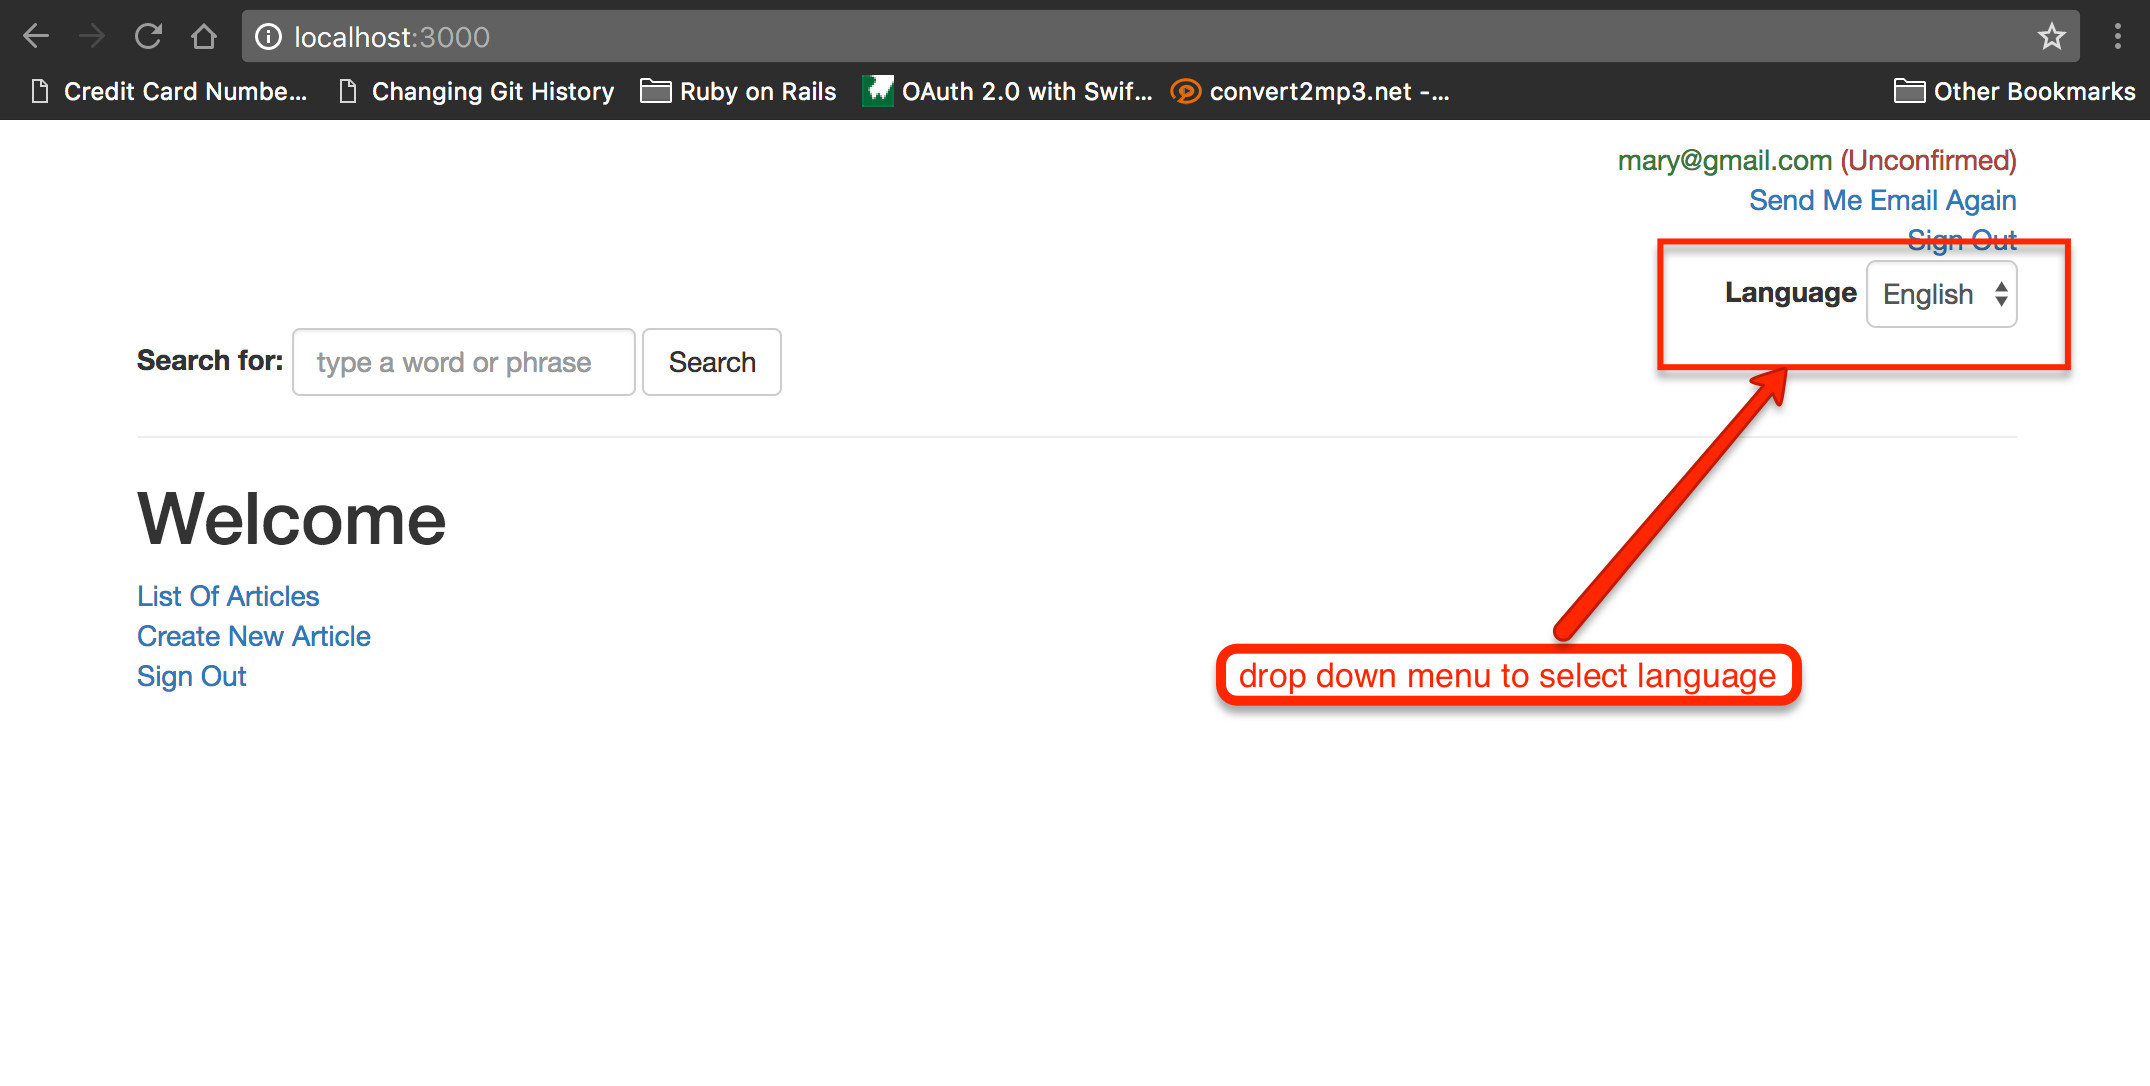 localhost:3000
Credit Card Numbe... Changing Git History Ruby on Rails OAuth 2.0 with Swif... convert2mp3.net -... Other Bookmarks
mary@gmail.com (Unconfirmed)
Send Me Email Again
Sign Out
Language English
Search for: type a word or phrase Search
Welcome
List Of Articles
Create New Article
Sign Out
drop down menu to select language